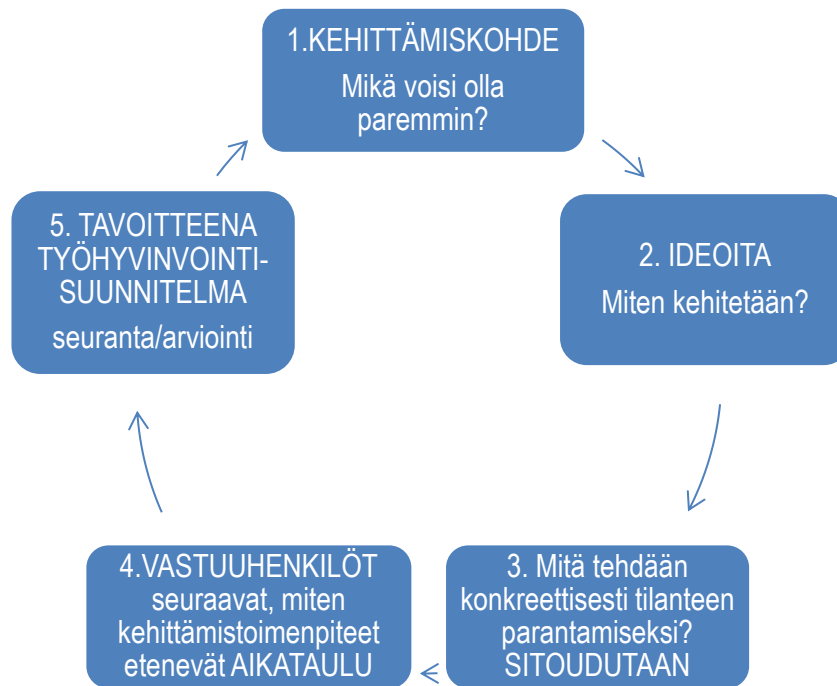 1.KEHITTÄMISKOHDE
Mikä voisi olla
paremmin?
2. IDEOITA
Miten kehitetään?
3. Mitä tehdään
konkreettisesti tilanteen
parantamiseksi?
SITOUDUTAAN
4.VASTUUHENKILÖT
seuraavat, miten
kehittämistoimenpiteet
etenevät AIKATAULU
5. TAVOITTEENA
TYÖHYVINVOINTI-
SUUNNITELMA
seuranta/arviointi